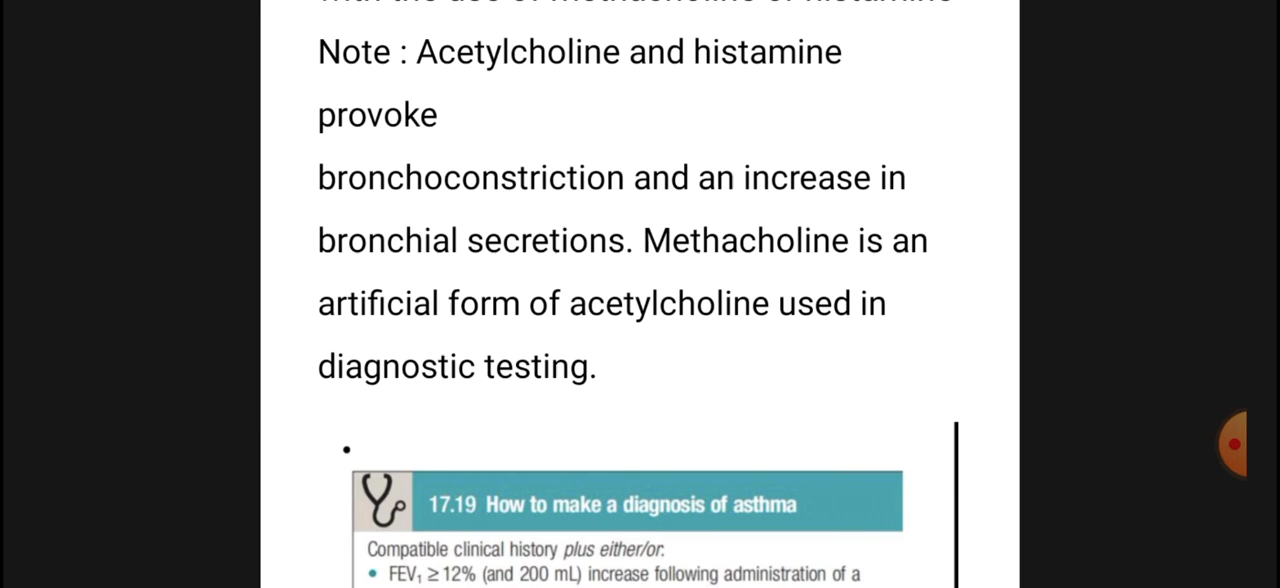 Note : Acetylcholine and histamine
provoke
bronchoconstriction and an increase in
bronchial secretions. Methacholine is an
artificial form of acetylcholine used in
diagnostic testing.
•
17.19 How to make a diagnosis of asthma
Compatible clinical history plus either/or:
• FEV₁ ≥ 12% (and 200 mL) increase following administration of a